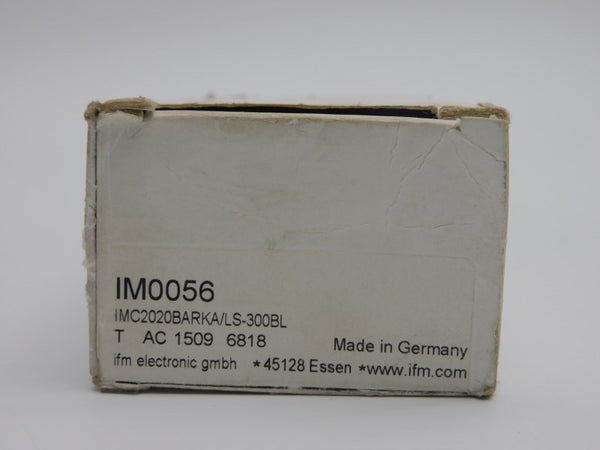 IM0056
IMC2020BARKA/LS-300BL
T AC 1509 6818
Made in Germany
ifm electronic gmbh *45128 Essen *www.ifm.com